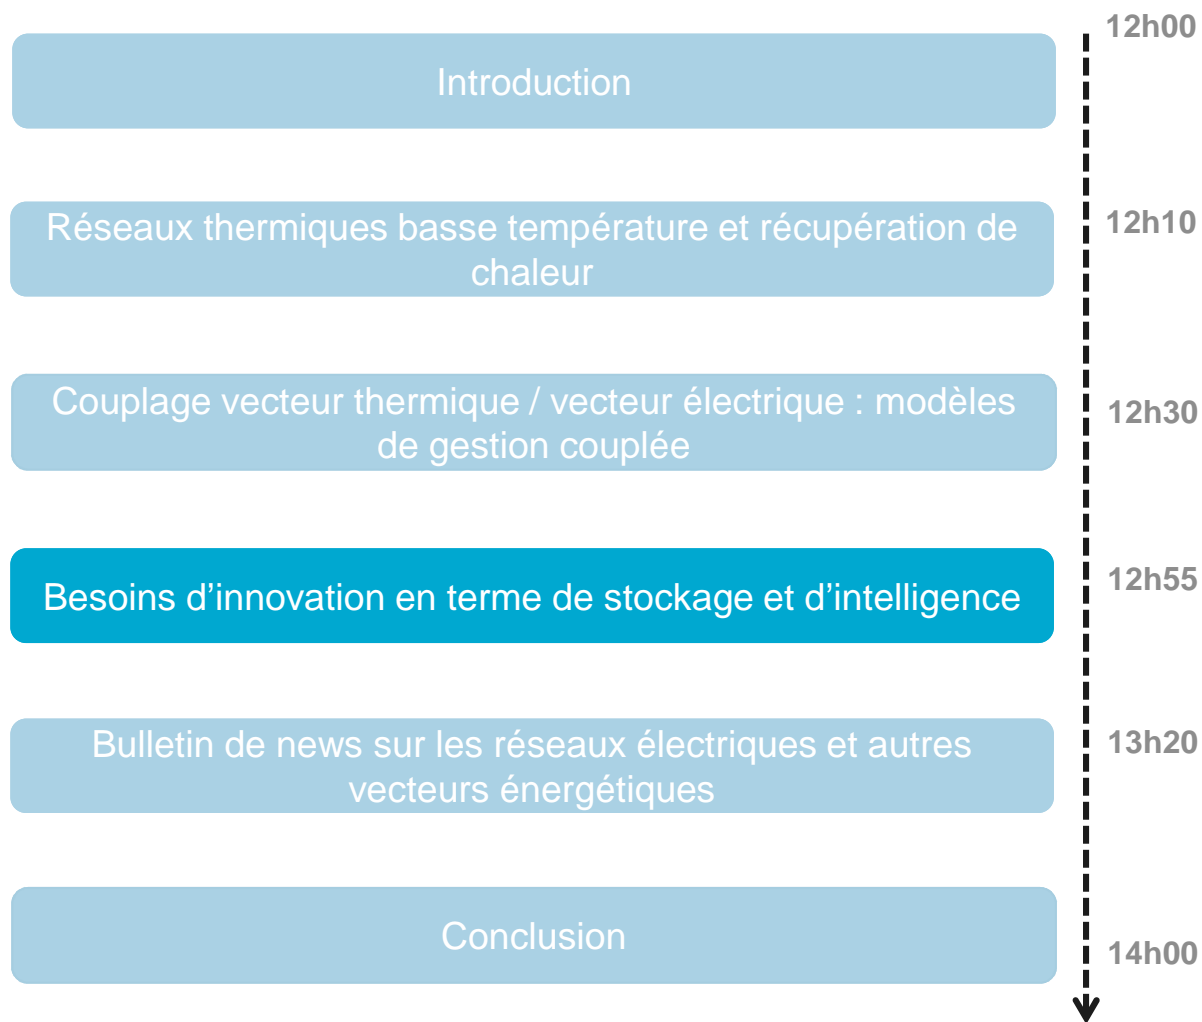 12h00
Introduction
Réseaux thermiques basse température et récupération de
chaleur
12h10
Couplage vecteur thermique / vecteur électrique : modèles
de gestion couplée
12h30
Besoins d’innovation en terme de stockage et d’intelligence
12h55
Bulletin de news sur les réseaux électriques et autres
vecteurs énergétiques
13h20
Conclusion
14h00